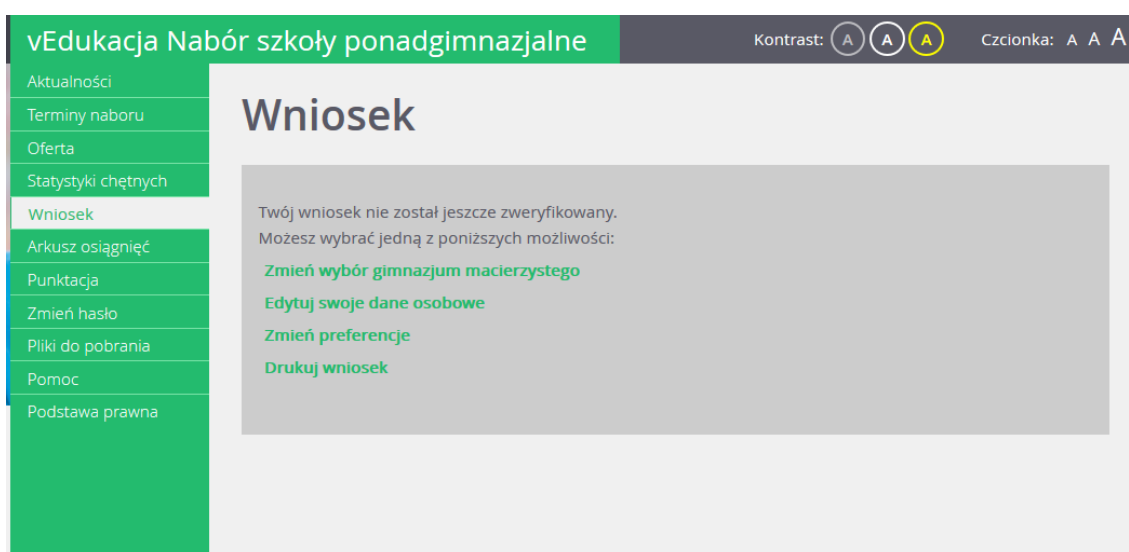 vEdukacja Nabór szkoły ponadgimnazjalne
Kontrast: A A A Czcionka: A A A
Aktualności
Terminy naboru
Oferta
Statystyki chętnych
Wniosek
Arkusz osiągnięć
Punktacja
Zmień hasło
Pliki do pobrania
Pomoc
Podstawa prawna
Wniosek
Twój wniosek nie został jeszcze zweryfikowany.
Możesz wybrać jedną z poniższych możliwości:
Zmień wybór gimnazjum macierzystego
Edytuj swoje dane osobowe
Zmień preferencje
Drukuj wniosek